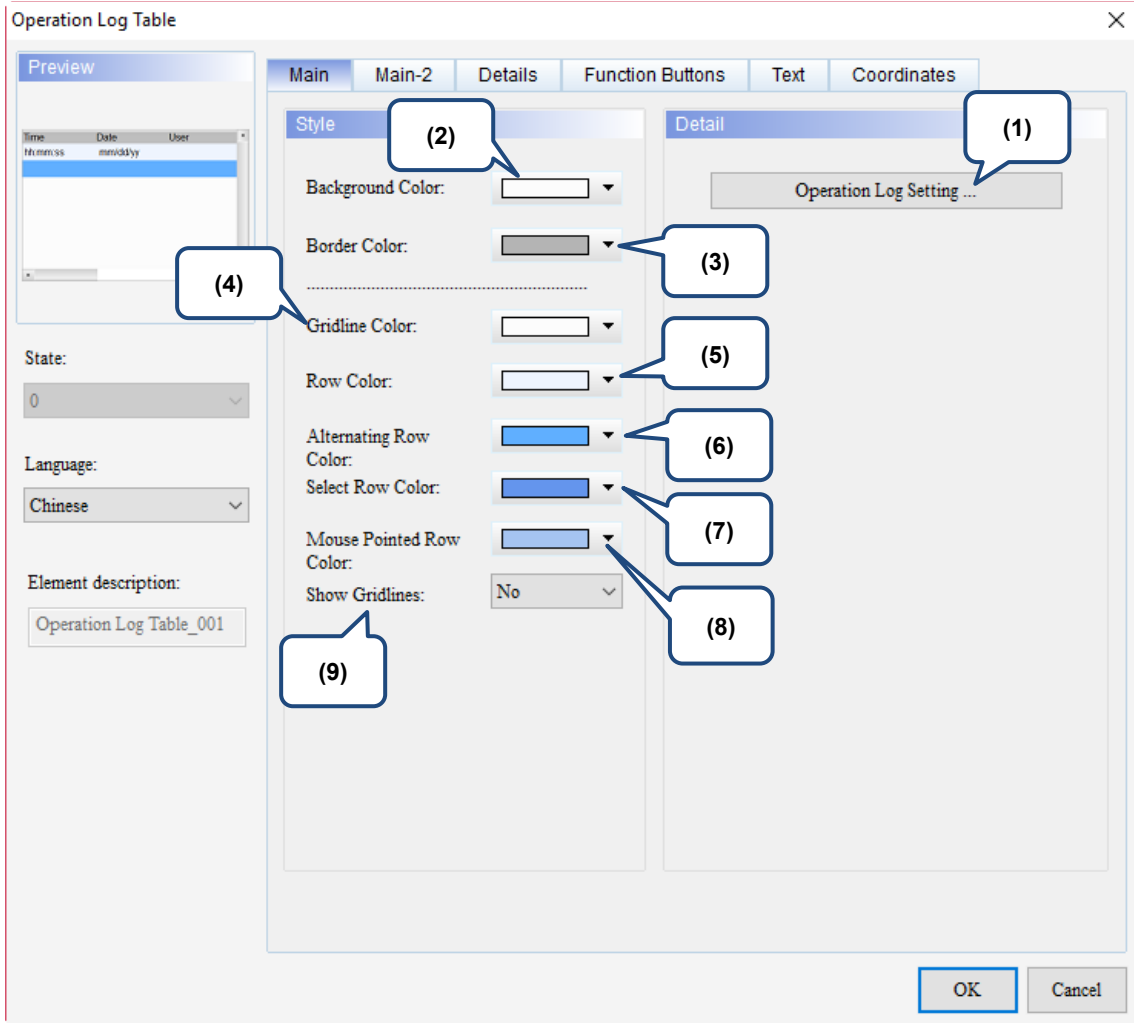 Operation Log Table
Preview
Time Date User
hh:mm:ss mm/dd/yy
State:
0
Language:
Chinese
Element description:
Operation Log Table_001
Main Main-2 Details Function Buttons Text Coordinates
Style
(2)
Background Color:
Border Color:
(3)
(4)
Gridline Color:
Row Color:
(5)
Alternating Row
Color:
(6)
Select Row Color:
(7)
Mouse Pointed Row
Color:
(8)
Show Gridlines: No
(9)
Detail
(1)
Operation Log Setting ...
OK Cancel